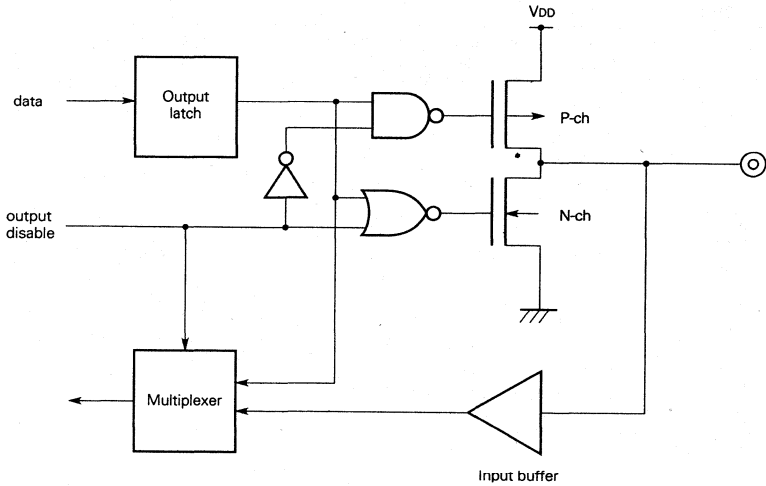 VDD
data
Output
latch
P-ch
output
disable
N-ch
Multiplexer
Input buffer